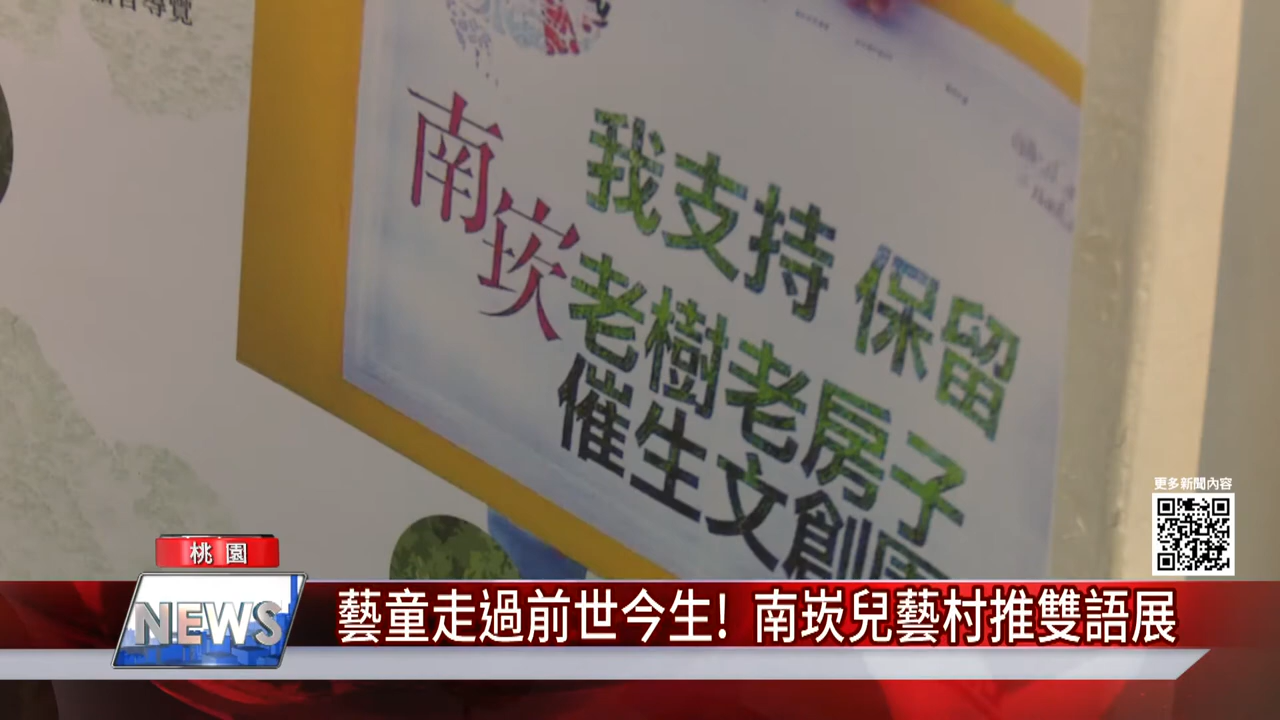 導覽
我支持 保留
南崁老樹老房子
催生文創
更多新聞內容
桃園
NEWS
藝童走過前世今生! 南崁兒藝村推雙語展